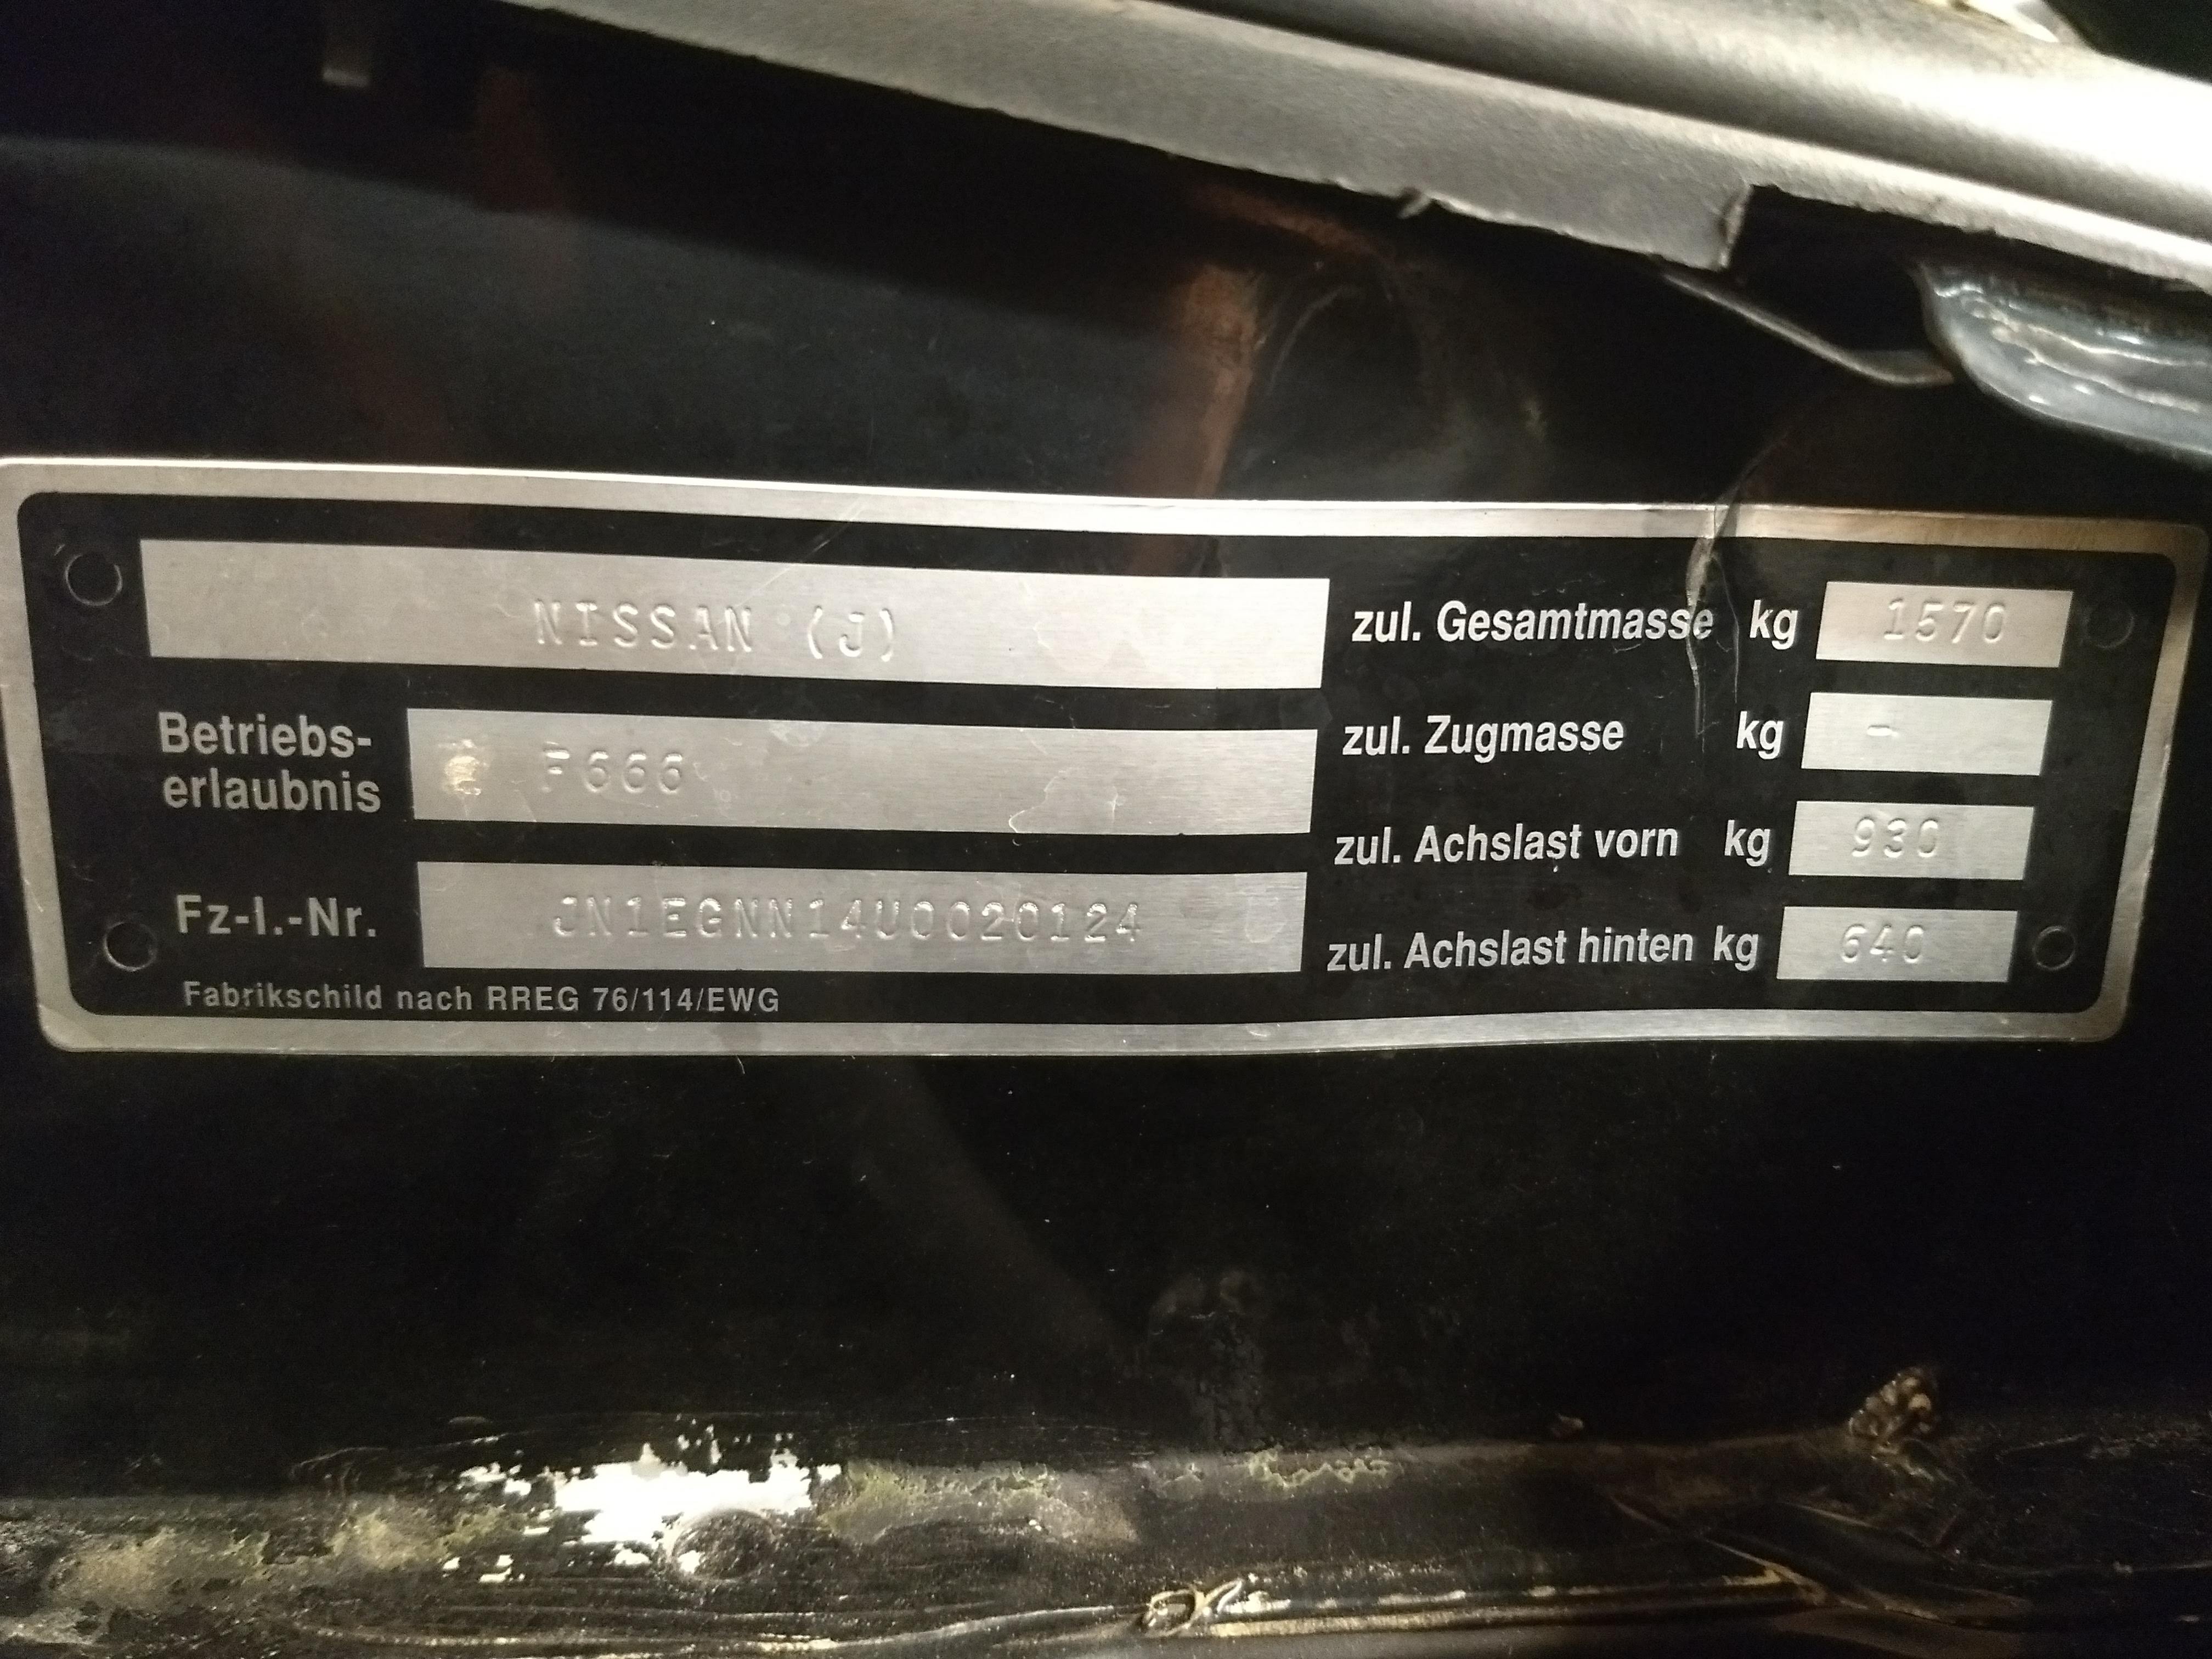 NISSAN (J)
Betriebs-
erlaubnis
F666
Fz-I.-Nr. JN1EGNN14U0020124
Fabrikschild nach RREG 76/114/EWG
zul. Gesamtmasse kg 1570
zul. Zugmasse kg -
zul. Achslast vorn kg 930
zul. Achslast hinten kg 640